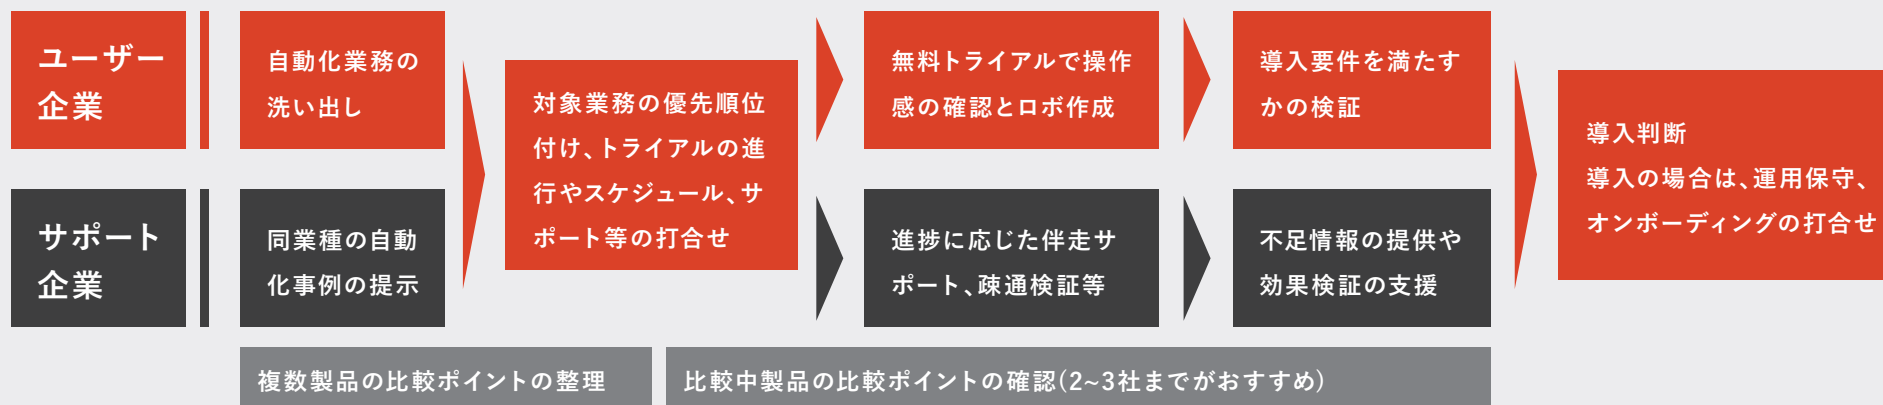 ユーザー
企業
自動化業務の
洗い出し
対象業務の優先順位
付け、トライアルの進
行やスケジュール、サ
ポート等の打合せ
無料トライアルで操作
感の確認とロボ作成
導入要件を満たす
かの検証
導入判断
導入の場合は、運用保守、
オンボーディングの打合せ
サポート
企業
同業種の自動
化事例の提示
進捗に応じた伴走サ
ポート、疎通検証等
不足情報の提供や
効果検証の支援
複数製品の比較ポイントの整理
比較中製品の比較ポイントの確認(2~3社までがおすすめ)